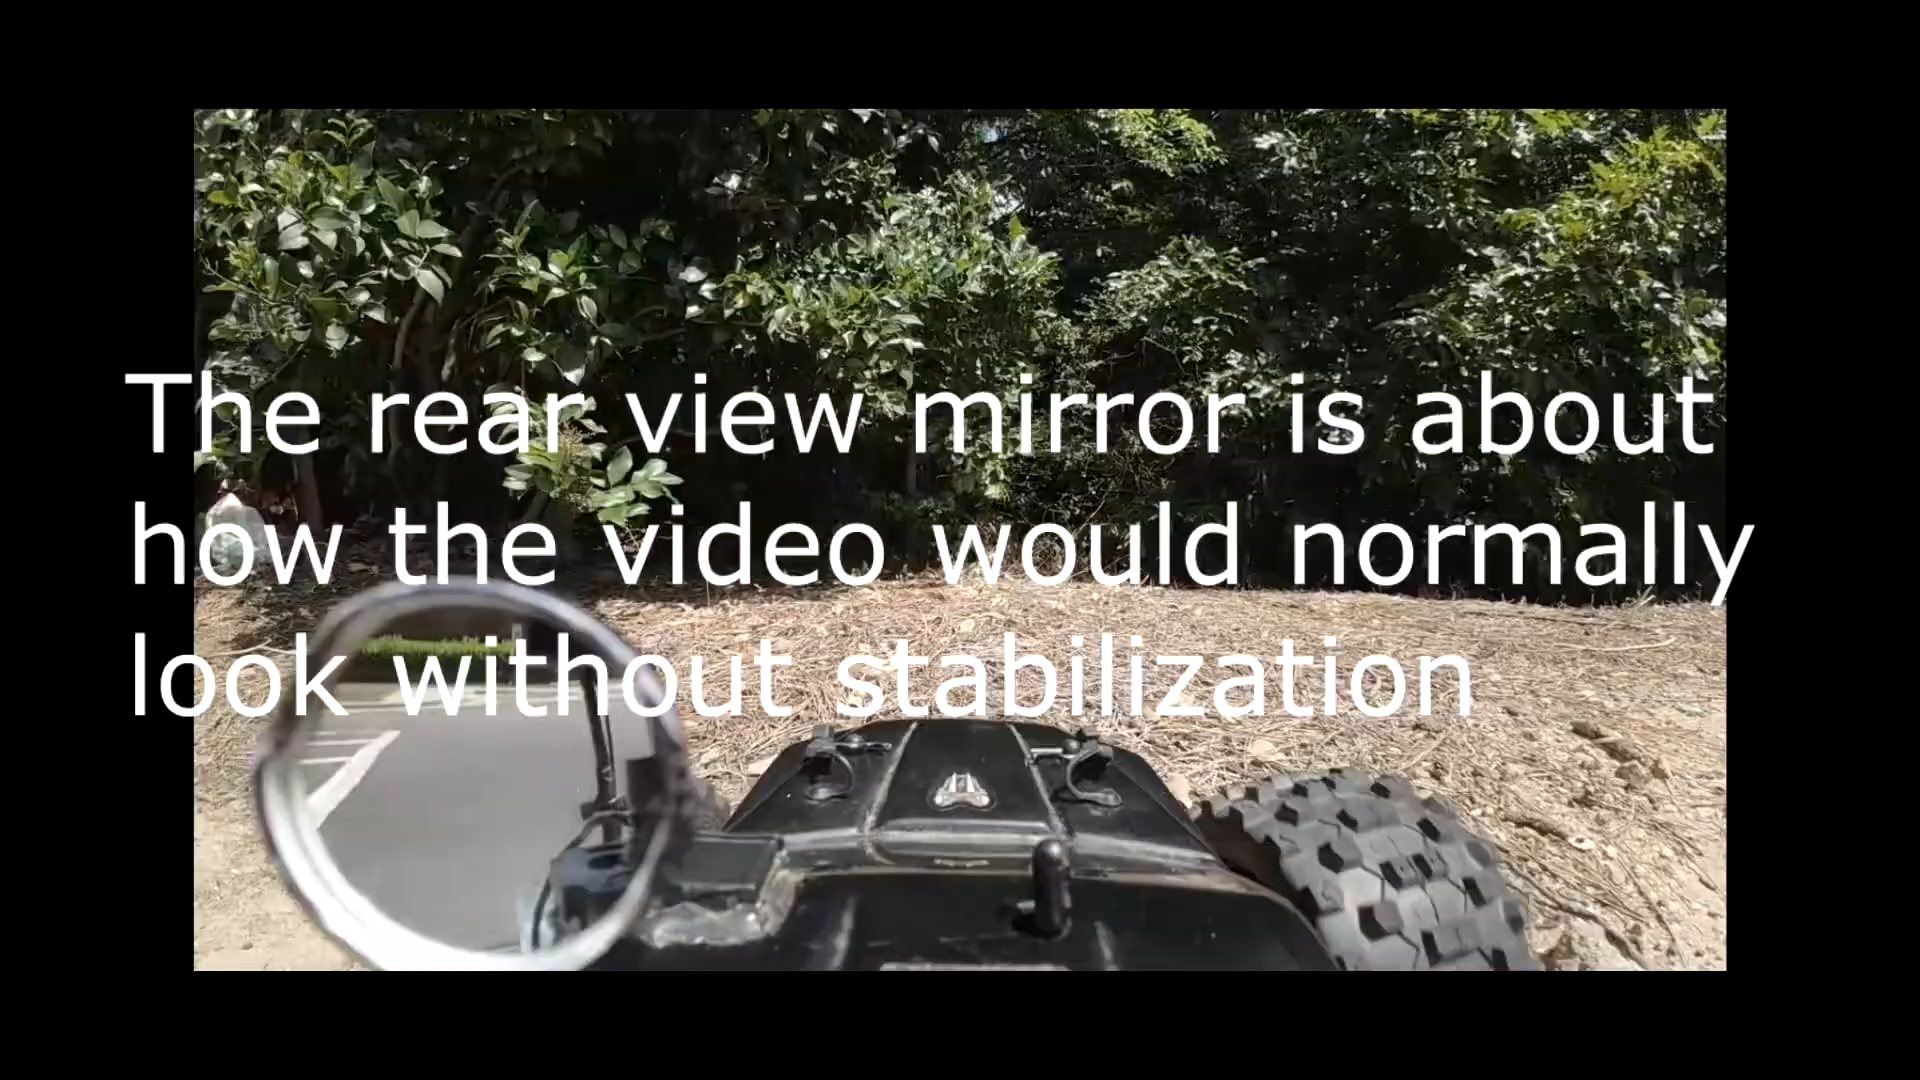 The rear view mirror is about
how the video would normally
look without stabilization